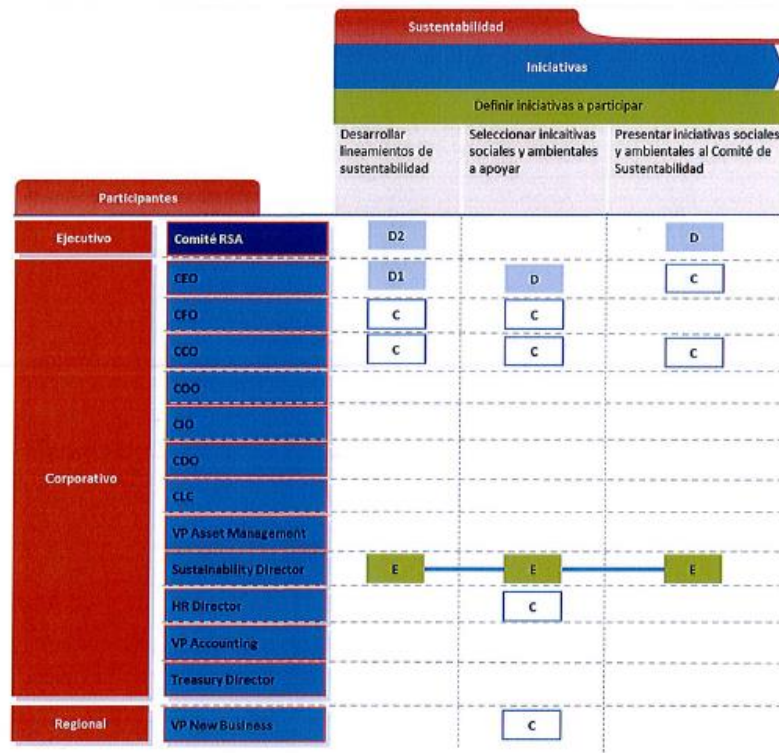 Sustentabilidad
Iniciativas
Definir iniciativas a participar
Desarrollar
lineamientos de
sustentabilidad
Seleccionar inicaitivas
sociales y ambientales
a apoyar
Presentar iniciativas sociales
y ambientales al Comité de
Sustentabilidad
Participantes
Ejecutivo
Comité RSA
D2
D
Corporativo
CEO
D1
D
C
CFO
C
C
CCO
C
C
C
COO
CIO
CDO
CLC
VP Asset Management
Sustainability Director
E
E
E
HR Director
C
VP Accounting
Treasury Director
Regional
VP New Business
C